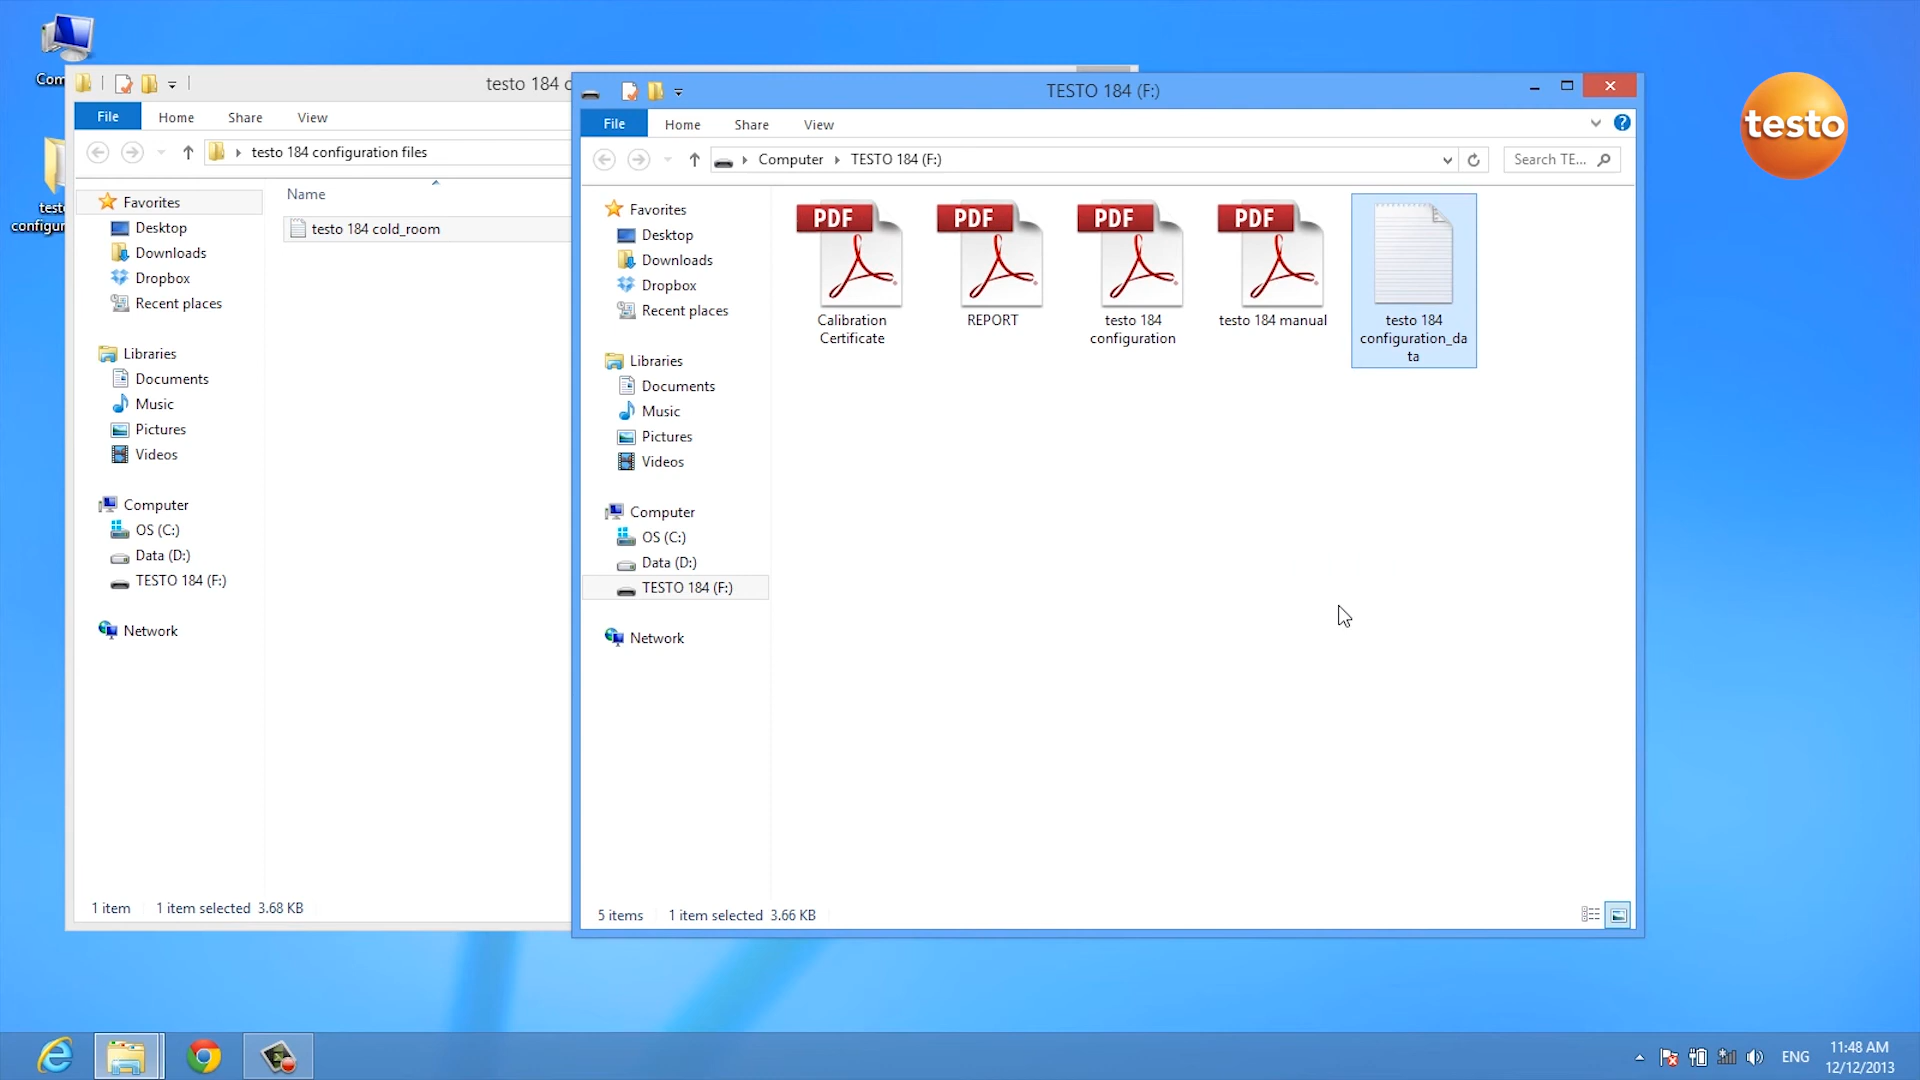 Com
testo
configur
testo 184 c
File
Home
Share
View
testo 184 configuration files
Name
testo 184 cold_room
Favorites
Desktop
Downloads
Dropbox
Recent places
Libraries
Documents
Music
Pictures
Videos
Computer
OS (C:)
Data (D:)
TESTO 184 (F:)
Network
1 item
1 item selected 3.68 KB
TESTO 184 (F:)
File
Home
Share
View
Computer
TESTO 184 (F:)
Search TE...
Favorites
Desktop
Downloads
Dropbox
Recent places
Libraries
Documents
Music
Pictures
Videos
Computer
OS (C:)
Data (D:)
TESTO 184 (F:)
Network
PDF
Calibration
Certificate
PDF
REPORT
PDF
testo 184
configuration
PDF
testo 184 manual
testo 184
configuration_da
ta
5 items
1 item selected 3.66 KB
testo
ENG
11:48 AM
12/12/2013